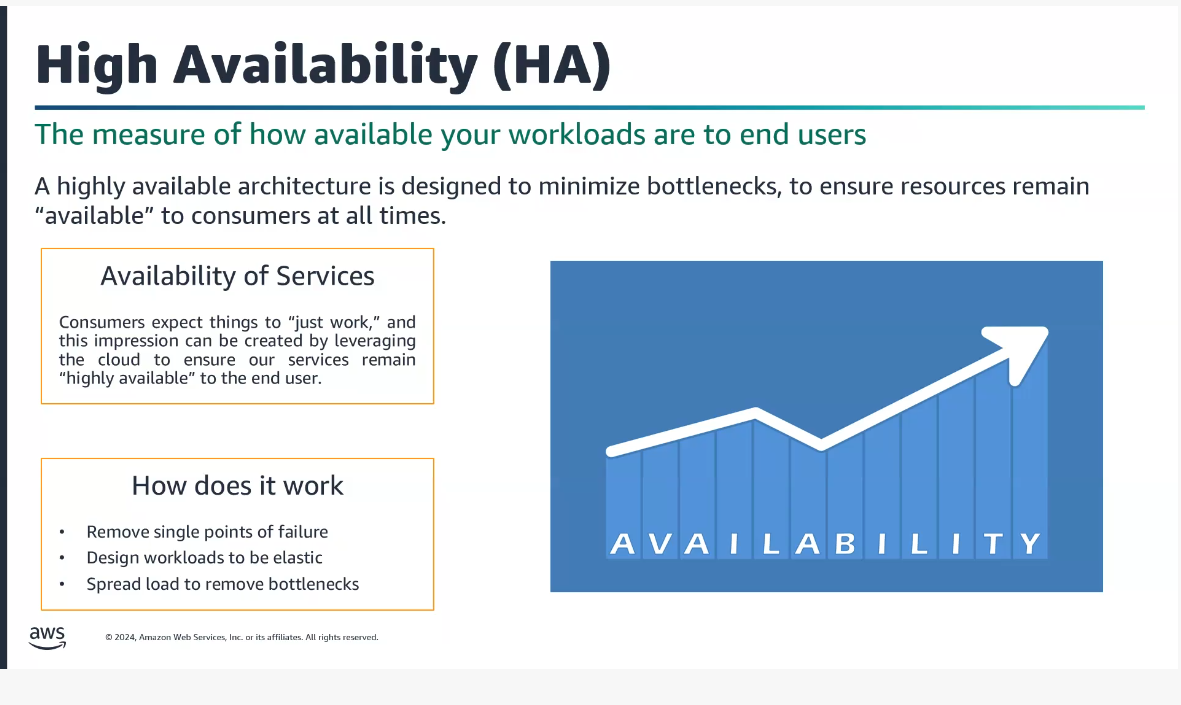 High Availability (HA)
The measure of how available your workloads are to end users
A highly available architecture is designed to minimize bottlenecks, to ensure resources remain
“available” to consumers at all times.
Availability of Services
Consumers expect things to “just work,” and
this impression can be created by leveraging
the cloud to ensure our services remain
“highly available” to the end user.
How does it work
• Remove single points of failure
• Design workloads to be elastic
• Spread load to remove bottlenecks
AVAILABILITY
aws
© 2024, Amazon Web Services, Inc. or its affiliates. All rights reserved.